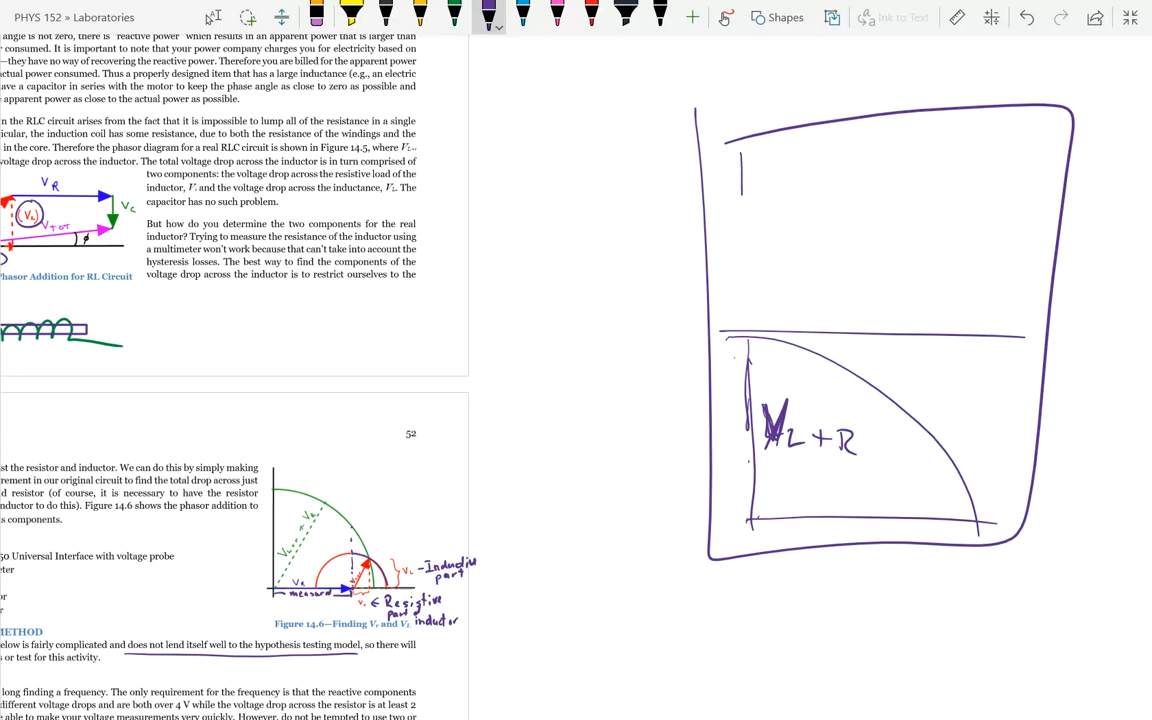 PHYS 152 » Laboratories
Shapes
Ink to Text
angle is not zero, there is "reactive power" which results in an apparent power that is larger than
consumed. It is important to note that your power company charges you for electricity based on
—they have no way of recovering the reactive power. Therefore you are billed for the apparent power
ctual power consumed. Thus a properly designed item that has a large inductance (e.g., an electric
ave a capacitor in series with the motor to keep the phase angle as close to zero as possible and
apparent power as close to the actual power as possible.
n the RLC circuit arises from the fact that it is impossible to lump all of the resistance in a single
icular, the induction coil has some resistance, due to both the resistance of the windings and the
in the core. Therefore the phasor diagram for a real RLC circuit is shown in Figure 14.5, where
voltage drop across the inductor. The total voltage drop across the inductor is in turn comprised of
two components: the voltage drop across the resistive load of the
inductor, V and the voltage drop across the inductance, VL. The
capacitor has no such problem.
But how do you determine the two components for the real
inductor? Trying to measure the resistance of the inductor using
a multimeter won't work because that can't take into account the
hysteresis losses. The best way to find the components of the
voltage drop across the inductor is to restrict ourselves to the
VR
VC
(VL)
VTOT
φ
hasor Addition for RL Circuit
52
st the resistor and inductor. We can do this by simply making
rement in our original circuit to find the total drop across just
d resistor (of course, it is necessary to have the resistor
nductor to do this). Figure 14.6 shows the phasor addition to
s components.
50 Universal Interface with voltage probe
ter
or
r
VR
measured
VL - Inductive
part
Vr ← Resistive
part
inductor
Figure 14.6—Finding Vr and VL
METHOD
elow is fairly complicated and does not lend itself well to the hypothesis testing model, so there will
or test for this activity.
long finding a frequency. The only requirement for the frequency is that the reactive components
different voltage drops and are both over 4 V while the voltage drop across the resistor is at least 2
able to make your voltage measurements very quickly. However, do not be tempted to use two or
L + R